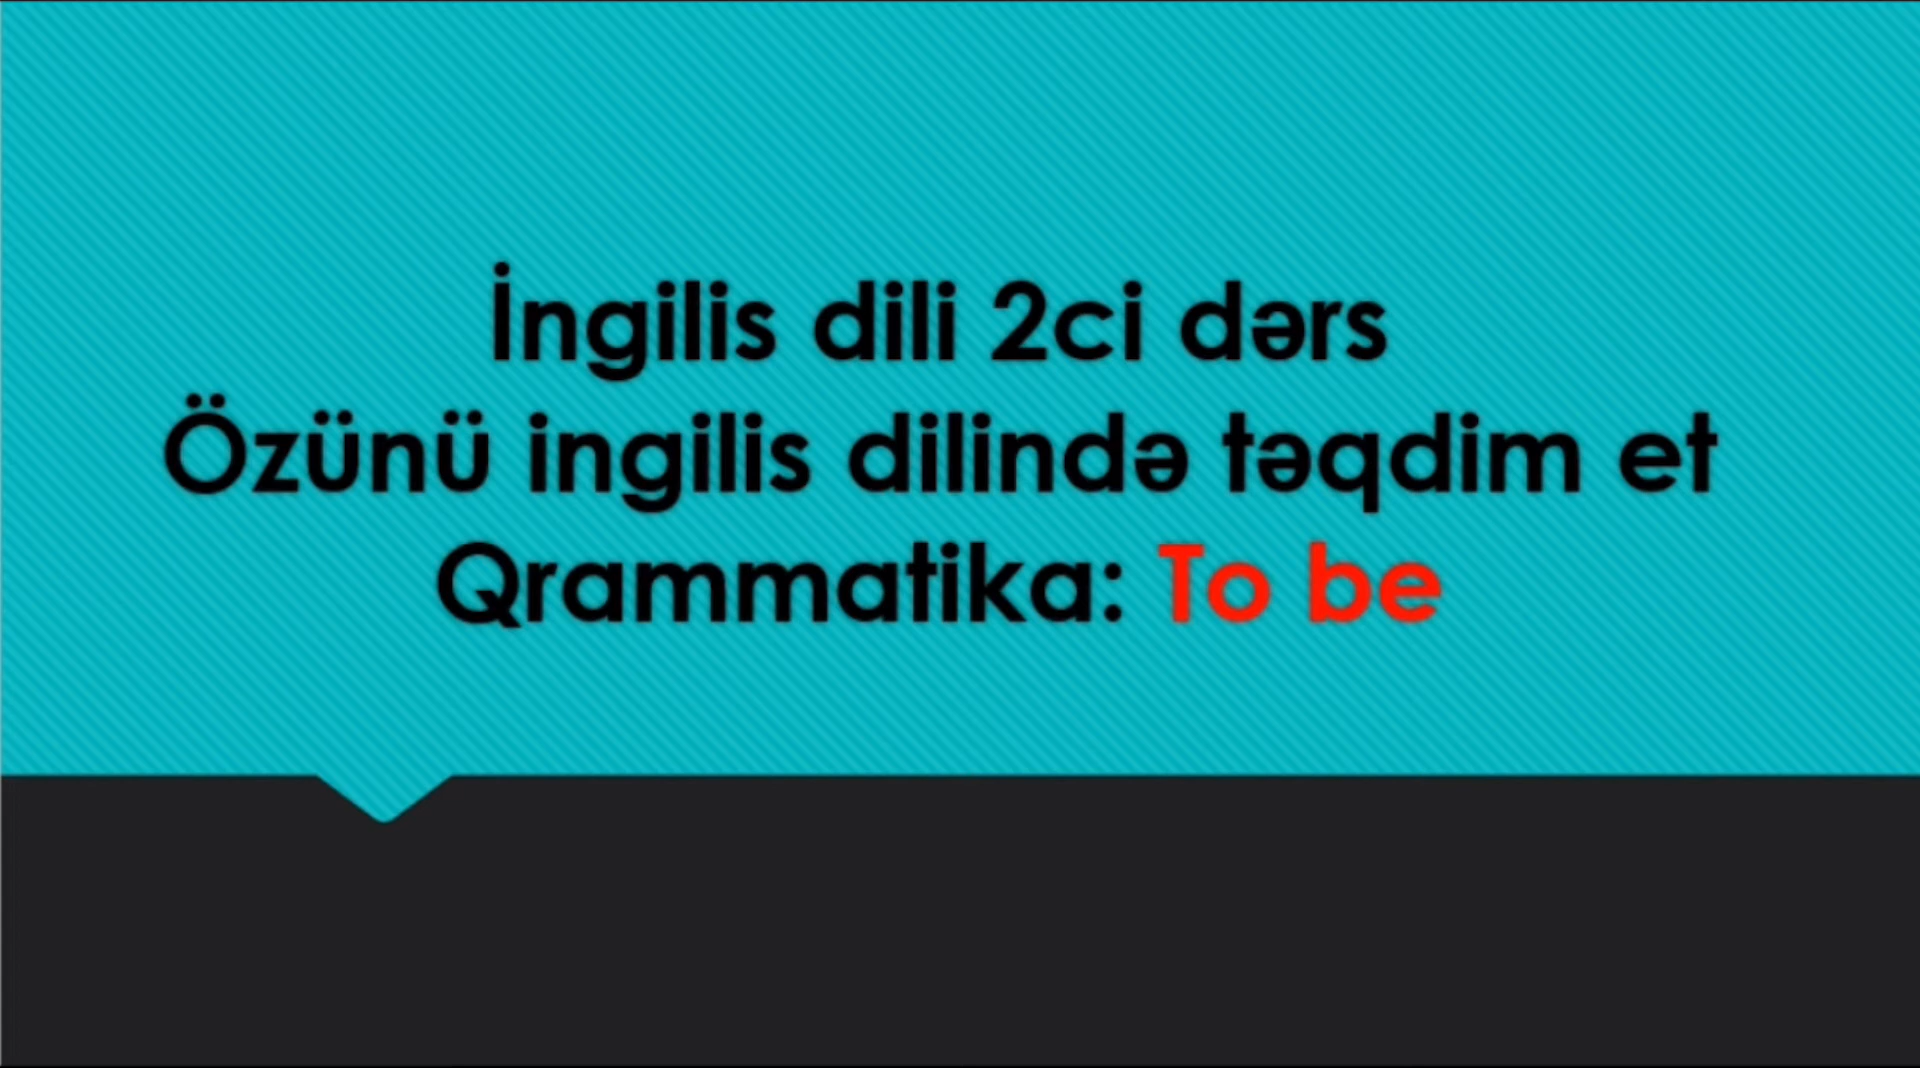 İngilis dili 2ci dərs
Özünü ingilis dilində təqdim et
Qrammatika: To be